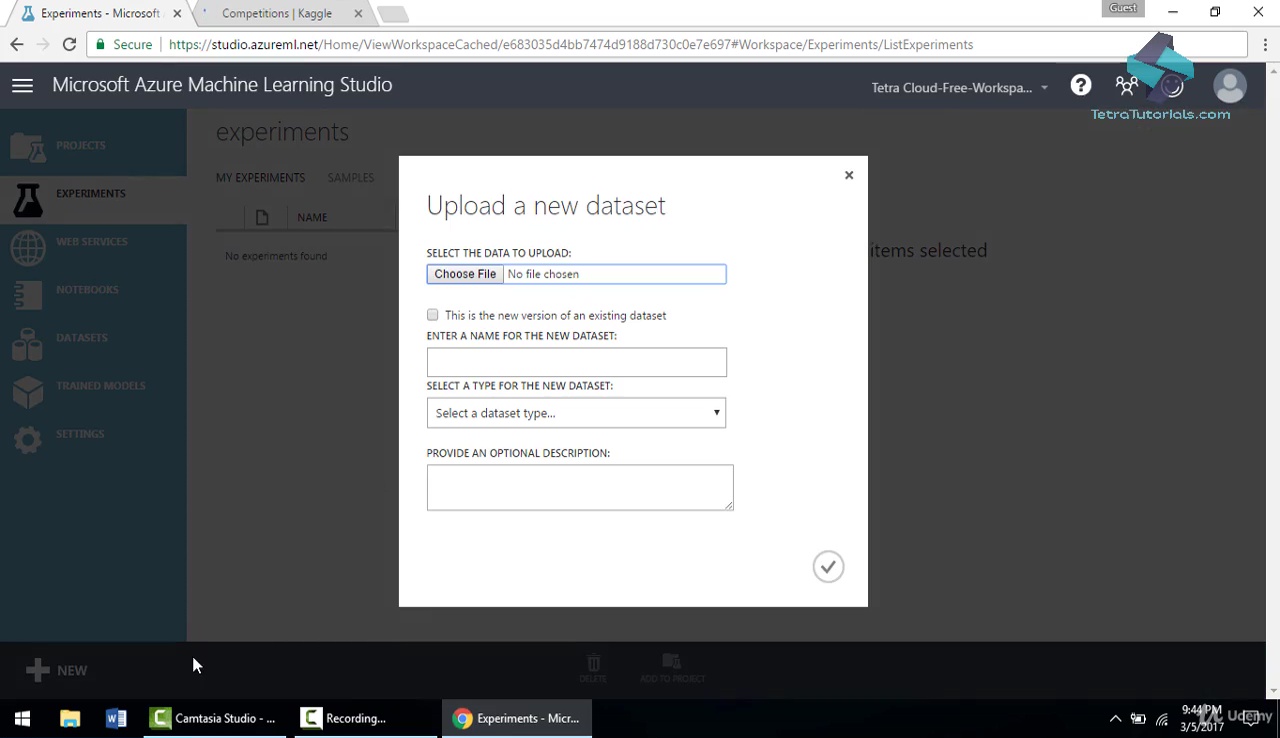 Experiments - Microsoft
Competitions | Kaggle
Guest
Secure
https://studio.azureml.net/Home/ViewWorkspaceCached/e683035d4bb7474d9188d730c0e7e697#Workspace/Experiments/ListExperiments
Microsoft Azure Machine Learning Studio
Tetra Cloud-Free-Workspa...
TetraTutorials.com
PROJECTS
EXPERIMENTS
WEB SERVICES
NOTEBOOKS
DATASETS
TRAINED MODELS
SETTINGS
experiments
MY EXPERIMENTS
SAMPLES
NAME
No experiments found
items selected
Upload a new dataset
SELECT THE DATA TO UPLOAD:
Choose File No file chosen
This is the new version of an existing dataset
ENTER A NAME FOR THE NEW DATASET:
SELECT A TYPE FOR THE NEW DATASET:
Select a dataset type...
PROVIDE AN OPTIONAL DESCRIPTION:
NEW
DELETE
ADD TO PROJECT
Camtasia Studio - ...
Recording...
Experiments - Micr...
9:44 PM
3/5/2017
Udemy